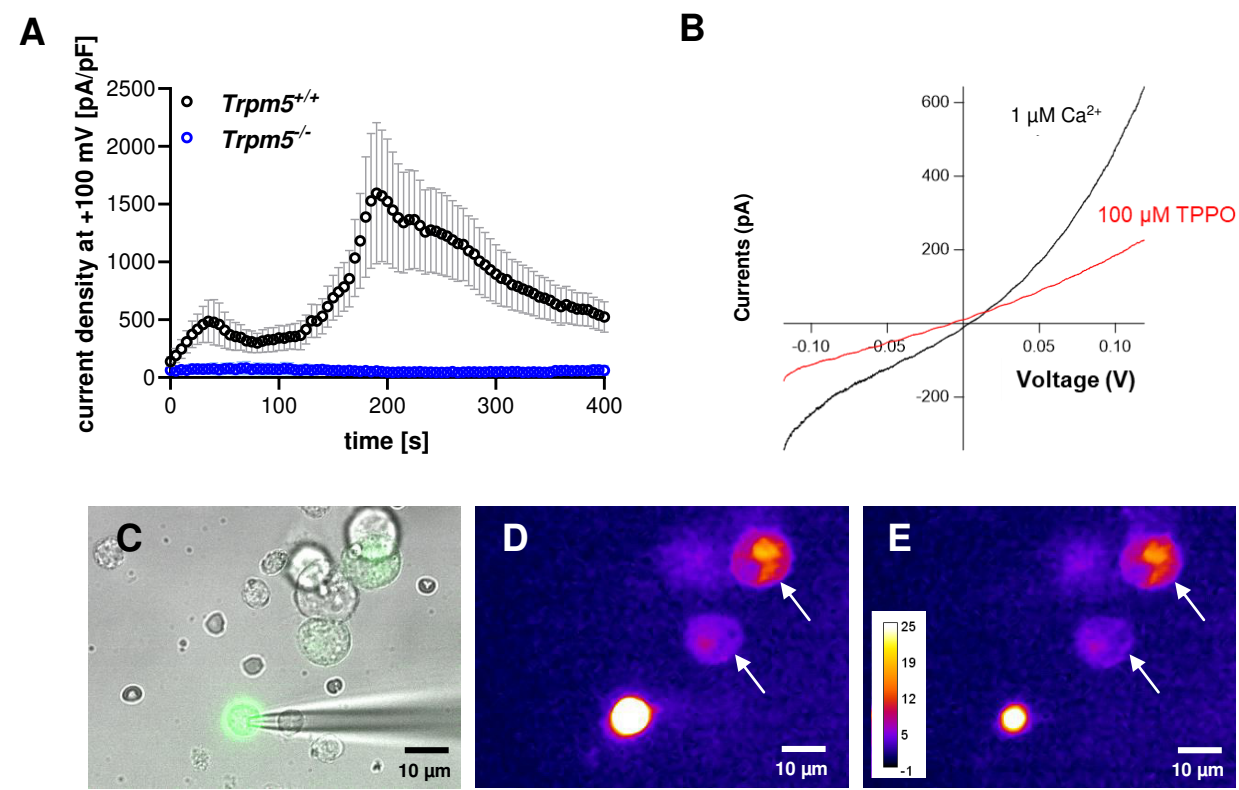 A
current density at +100 mV [pA/pF]
2500
2000
1500
1000
500
0
Trpm5+/+
Trpm5-/-
0 100 200 300 400
time [s]
B
Currents (pA)
600
400
200
-200
1 µM Ca²⁺
100 µM TPPO
-0.10 0.05 0.05 0.10
Voltage (V)
C
10 µm
D
10 µm
E
25
19
12
5
-1
10 µm